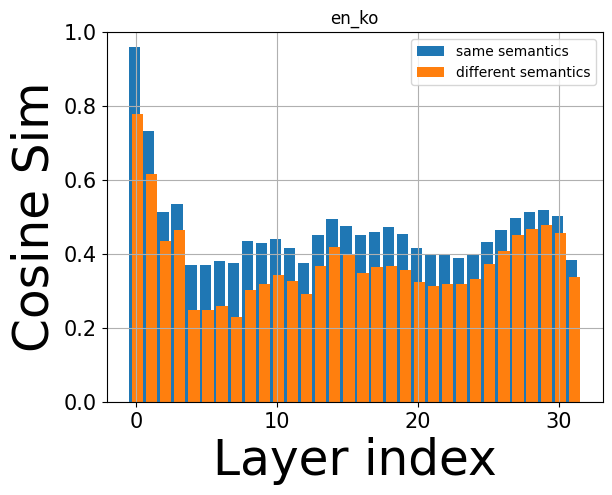 en_ko
same semantics
different semantics
Cosine Sim
1.0
0.8
0.6
0.4
0.2
0.0
0 10 20 30
Layer index